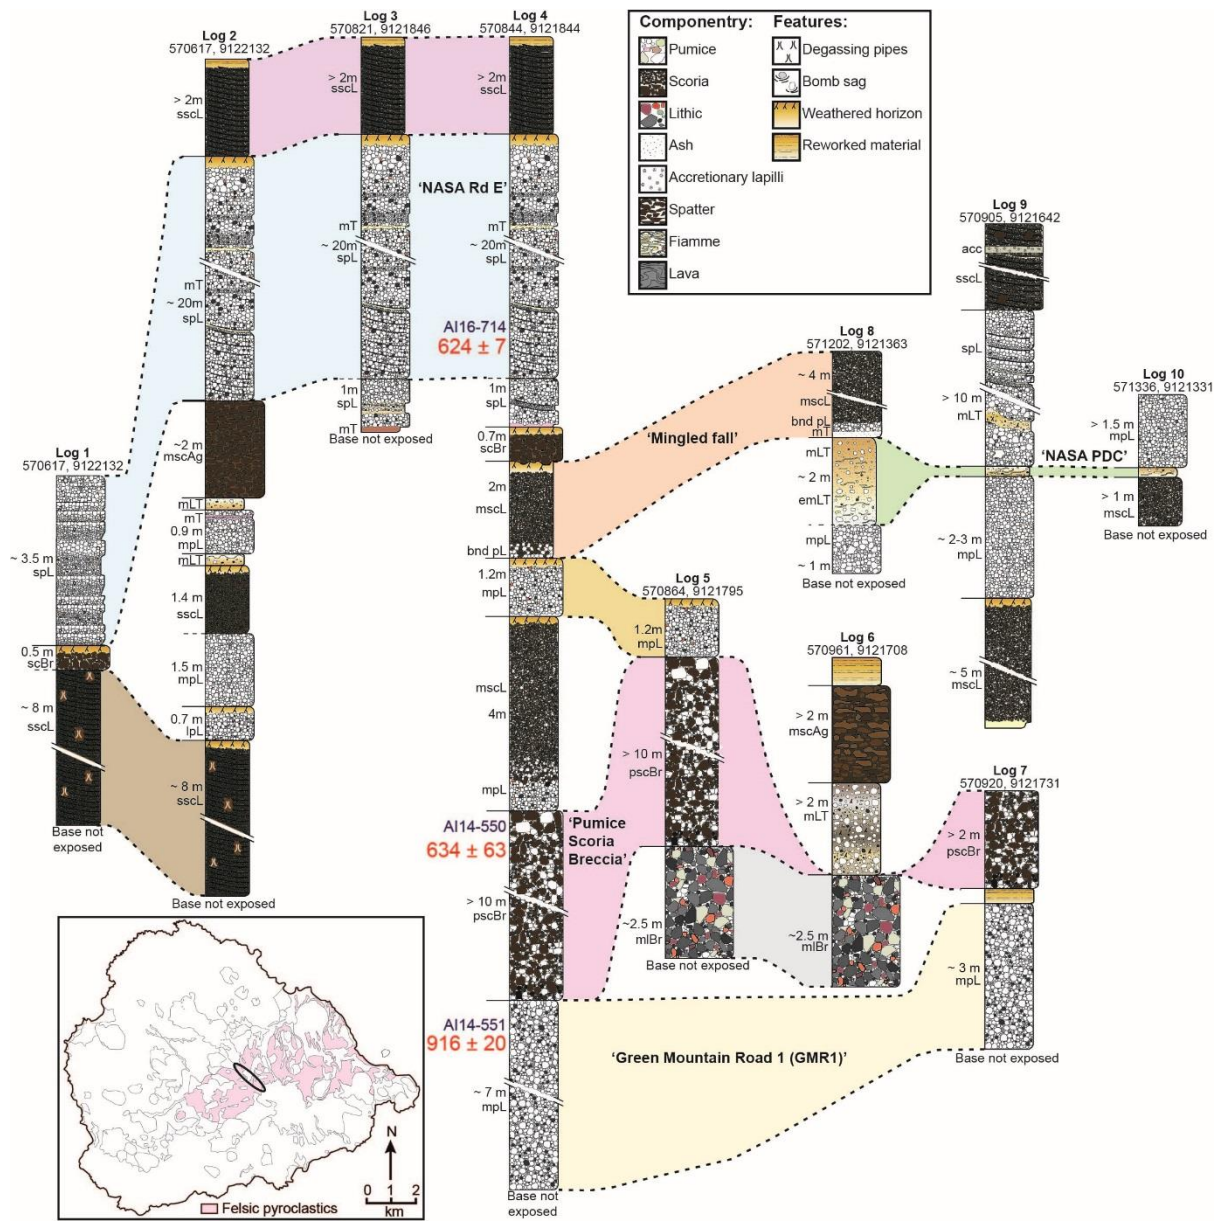 Log 1
570617, 9122132
~ 3.5 m
spL
0.5 m
scBr
~ 8 m
sscL
Base not
exposed
Log 2
570617, 9122132
> 2m
sscL
mT
~ 20m
spL
~2 m
mscAg
mLT
mT
0.9 m
mpL
mLT
1.4 m
sscL
1.5 m
mpL
0.7 m
lpL
~ 8 m
sscL
Base not exposed
Log 3
570821, 9121846
> 2m
sscL
mT
~ 20m
spL
1m
spL
mT
Base not exposed
Log 4
570844, 9121844
> 2m
sscL
'NASA Rd E'
mT
~ 20m
spL
AI16-714
624 ± 7
1m
spL
0.7m
scBr
2m
mscL
bnd pL
1.2m
mpL
mscL
4m
mpL
AI14-550
634 ± 63
> 10 m
pscBr
AI14-551
916 ± 20
~ 7 m
mpL
Base not
exposed
Componentry:
Pumice
Scoria
Lithic
Ash
Accretionary lapilli
Spatter
Fiamme
Lava
Features:
Degassing pipes
Bomb sag
Weathered horizon
Reworked material
'Mingled fall'
Log 5
570864, 9121795
1.2m
mpL
> 10 m
pscBr
~2.5 m
mlBr
Base not exposed
'Pumice
Scoria
Breccia'
Log 8
571202, 9121363
~ 4 m
mscL
bnd pL
mT
mLT
~ 2 m
emLT
mpL
~ 1 m
Base not exposed
Log 6
570961, 9121708
> 2 m
mscAg
> 2 m
mLT
~2.5 m
mlBr
Log 9
570905, 9121642
acc
sscL
spL
> 10 m
mLT
~ 2-3 m
mpL
~ 5 m
mscL
'NASA PDC'
Log 10
571336, 9121331
> 1.5 m
mpL
> 1 m
mscL
Base not exposed
Log 7
570920, 9121731
> 2 m
pscBr
~ 3 m
mpL
Base not exposed
'Green Mountain Road 1 (GMR1)'
N
0 1 2
km
Felsic pyroclastics